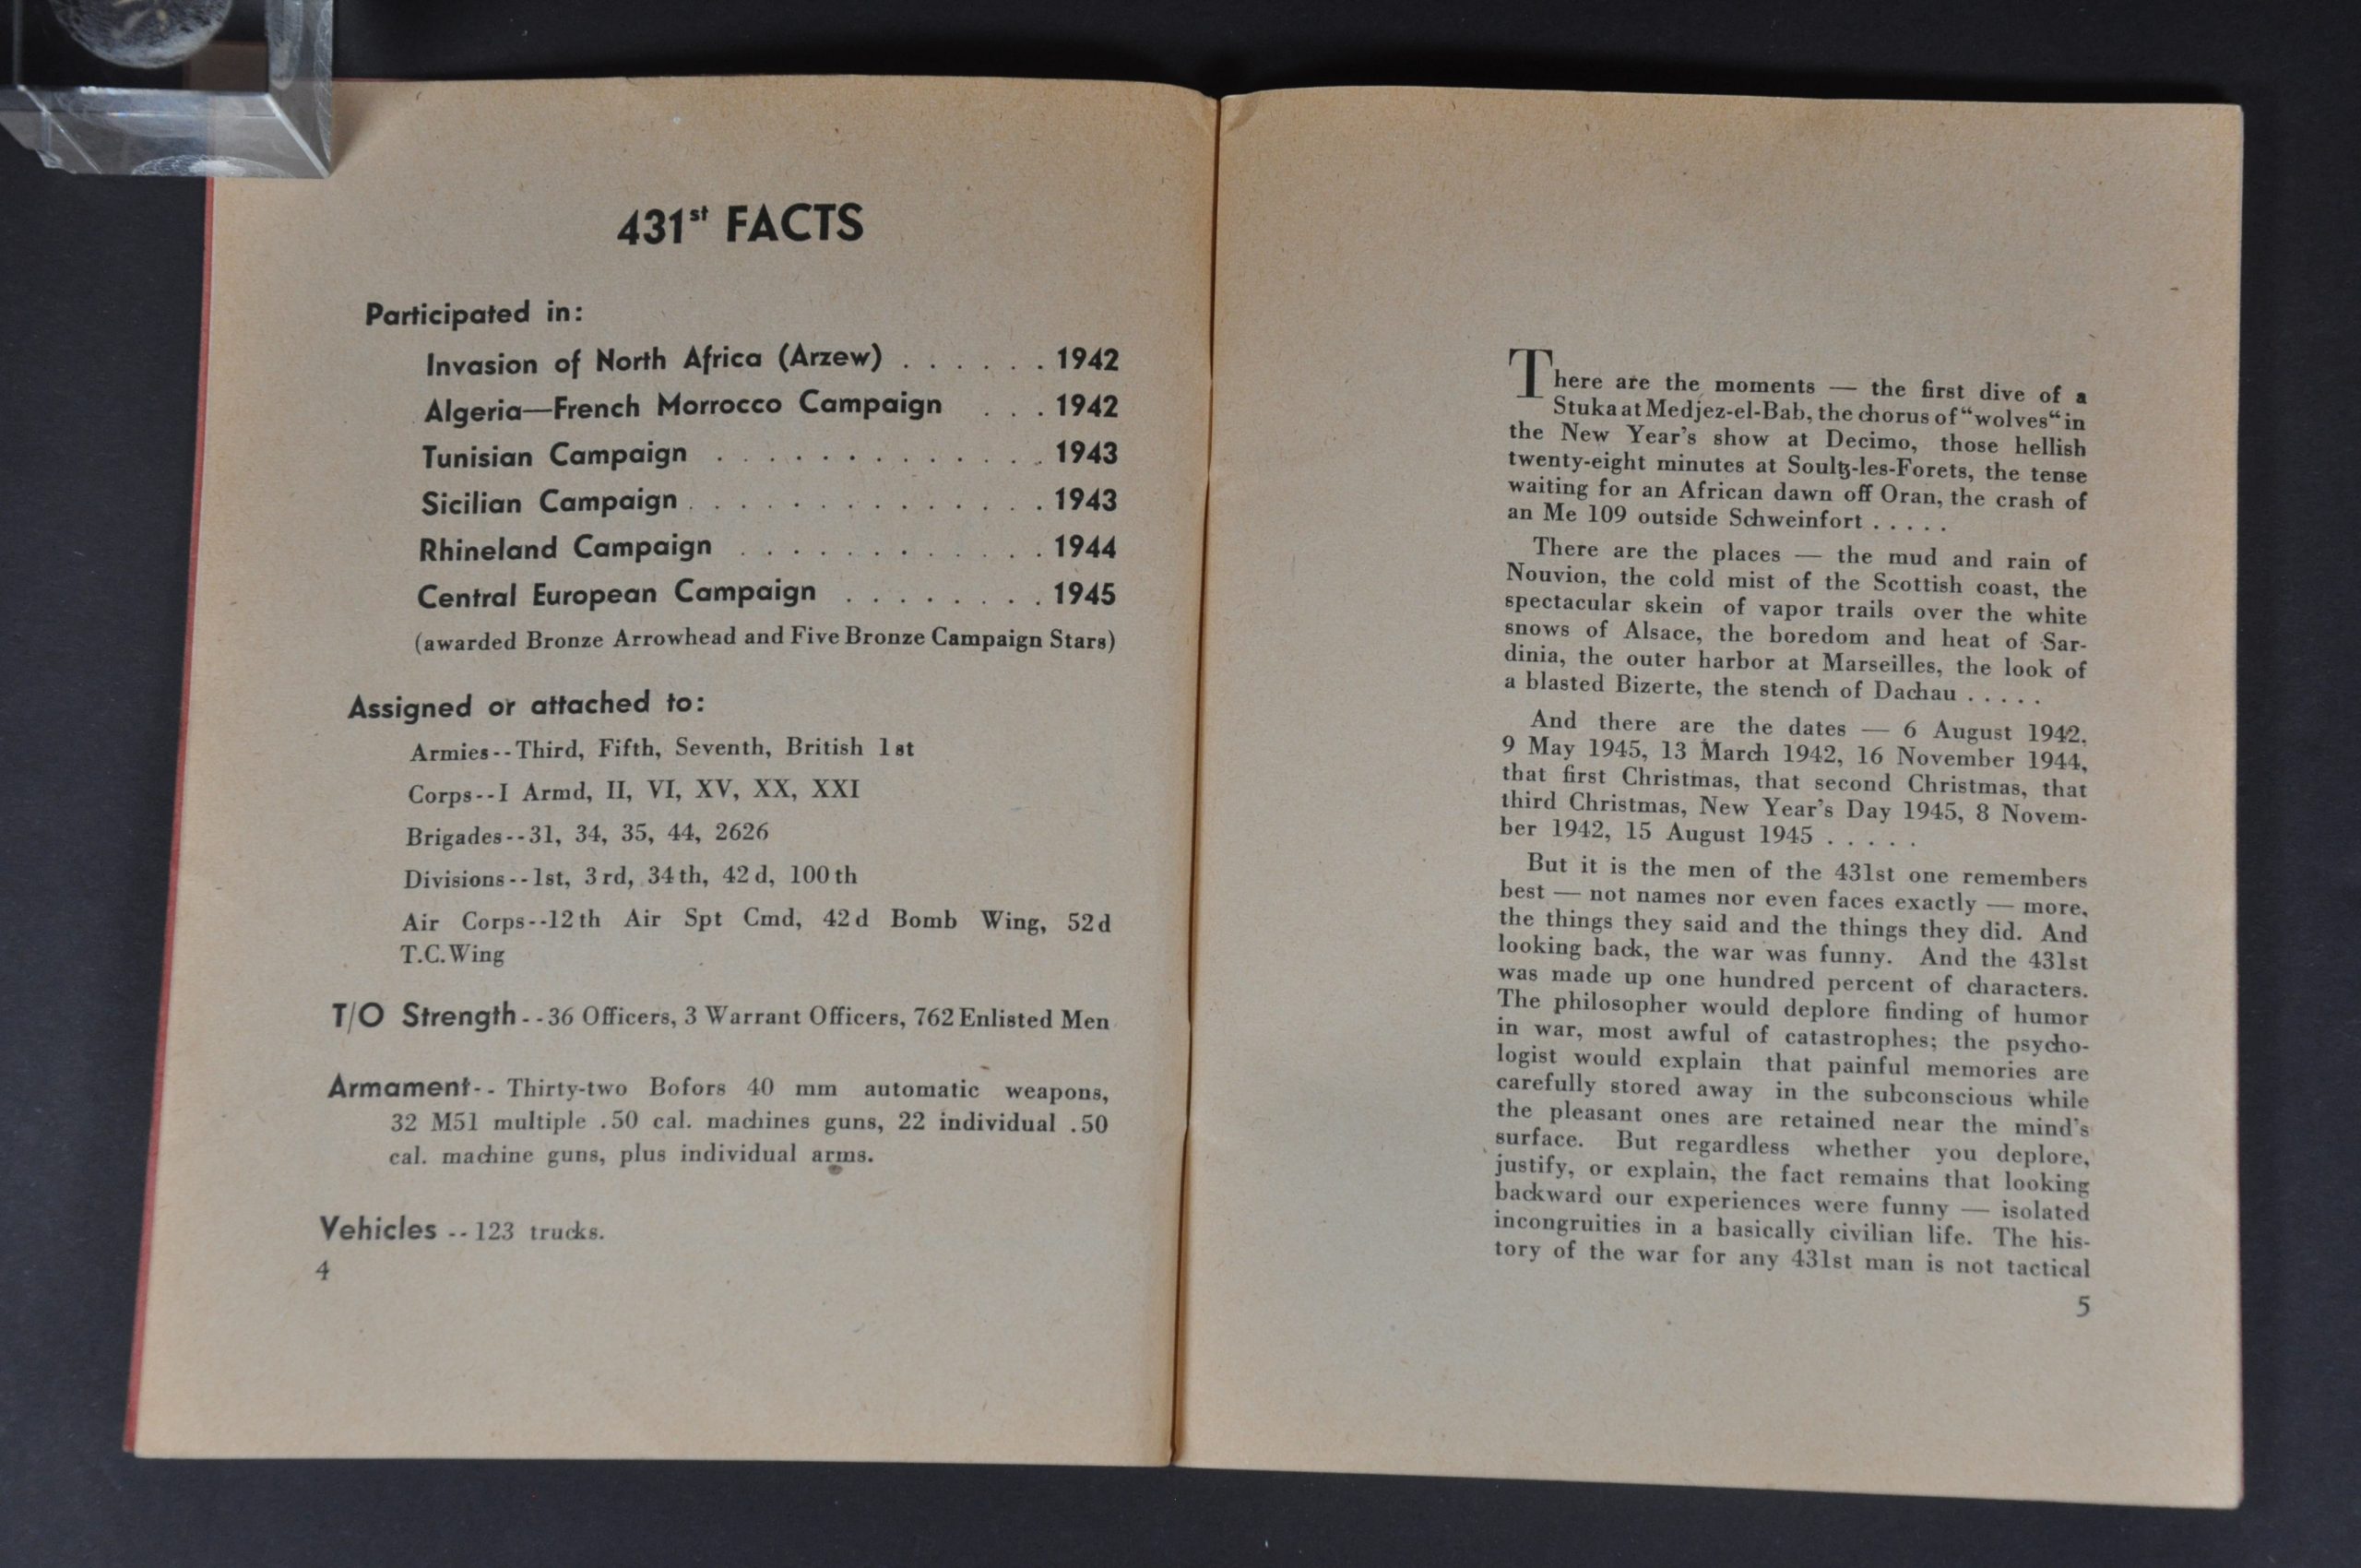 431st FACTS
Participated in:
Invasion of North Africa (Arzew) . . . . . . 1942
Algeria—French Morrocco Campaign . . . 1942
Tunisian Campaign . . . . . . . . . . . . . 1943
Sicilian Campaign . . . . . . . . . . . . . . 1943
Rhineland Campaign . . . . . . . . . . . . 1944
Central European Campaign . . . . . . . . 1945
(awarded Bronze Arrowhead and Five Bronze Campaign Stars)
Assigned or attached to:
Armies--Third, Fifth, Seventh, British 1st
Corps--I Armd, II, VI, XV, XX, XXI
Brigades--31, 34, 35, 44, 2626
Divisions--1st, 3rd, 34th, 42d, 100th
Air Corps--12th Air Spt Cmd, 42d Bomb Wing, 52d
T.C.Wing
T/O Strength--36 Officers, 3 Warrant Officers, 762 Enlisted Men
Armament-- Thirty-two Bofors 40 mm automatic weapons,
32 M51 multiple .50 cal. machines guns, 22 individual .50
cal. machine guns, plus individual arms.
Vehicles -- 123 trucks.
4
There are the moments — the first dive of a
Stuka at Medjez-el-Bab, the chorus of “wolves“ in
the New Year's show at Decimo, those hellish
twenty-eight minutes at Soultz-les-Forets, the tense
waiting for an African dawn off Oran, the crash of
an Me 109 outside Schweinfort . . . . .
There are the places — the mud and rain of
Nouvion, the cold mist of the Scottish coast, the
spectacular skein of vapor trails over the white
snows of Alsace, the boredom and heat of Sar-
dinia, the outer harbor at Marseilles, the look of
a blasted Bizerte, the stench of Dachau . . . . .
And there are the dates — 6 August 1942,
9 May 1945, 13 March 1942, 16 November 1944,
that first Christmas, that second Christmas, that
third Christmas, New Year's Day 1945, 8 Novem-
ber 1942, 15 August 1945 . . . . .
But it is the men of the 431st one remembers
best — not names nor even faces exactly — more,
the things they said and the things they did. And
looking back, the war was funny. And the 431st
was made up one hundred percent of characters.
The philosopher would deplore finding of humor
in war, most awful of catastrophes; the psycho-
logist would explain that painful memories are
carefully stored away in the subconscious while
the pleasant ones are retained near the mind's
surface. But regardless whether you deplore,
justify, or explain, the fact remains that looking
backward our experiences were funny — isolated
incongruities in a basically civilian life. The his-
tory of the war for any 431st man is not tactical
5